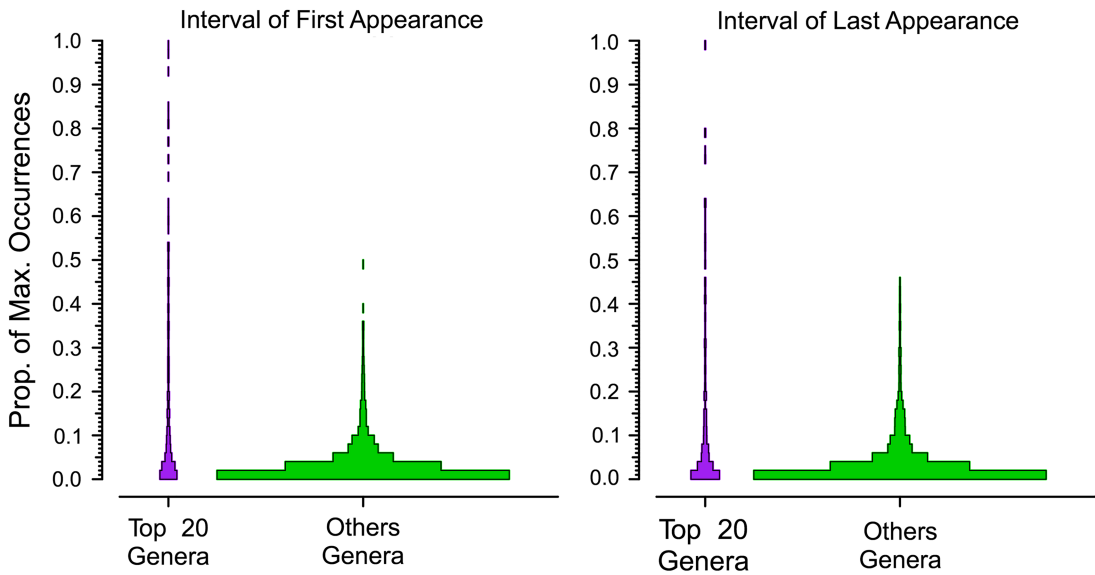 Interval of First Appearance
Prop. of Max. Occurrences
1.0
0.9
0.8
0.7
0.6
0.5
0.4
0.3
0.2
0.1
0.0
Top 20
Genera
Others
Genera
Interval of Last Appearance
1.0
0.9
0.8
0.7
0.6
0.5
0.4
0.3
0.2
0.1
0.0
Top 20
Genera
Others
Genera